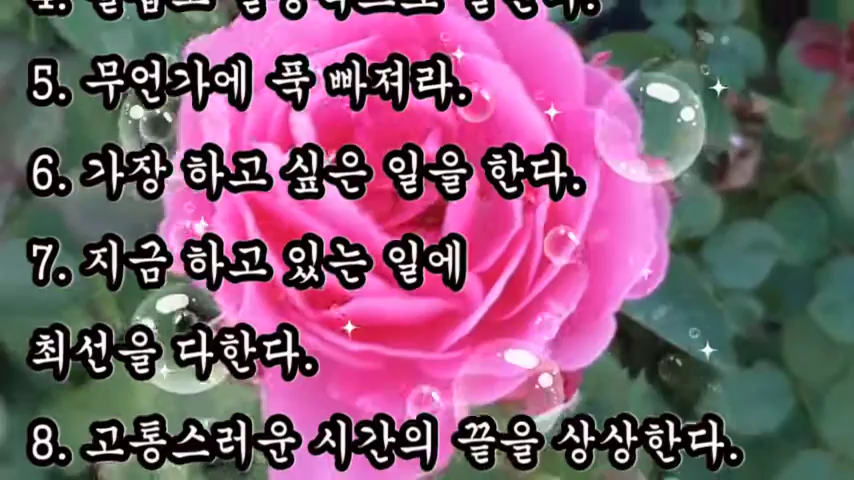 5. 무언가에 푹 빠져라.
6. 가장 하고 싶은 일을 한다.
7. 지금 하고 있는 일에
최선을 다한다.
8. 고통스러운 시간의 끝을 상상한다.